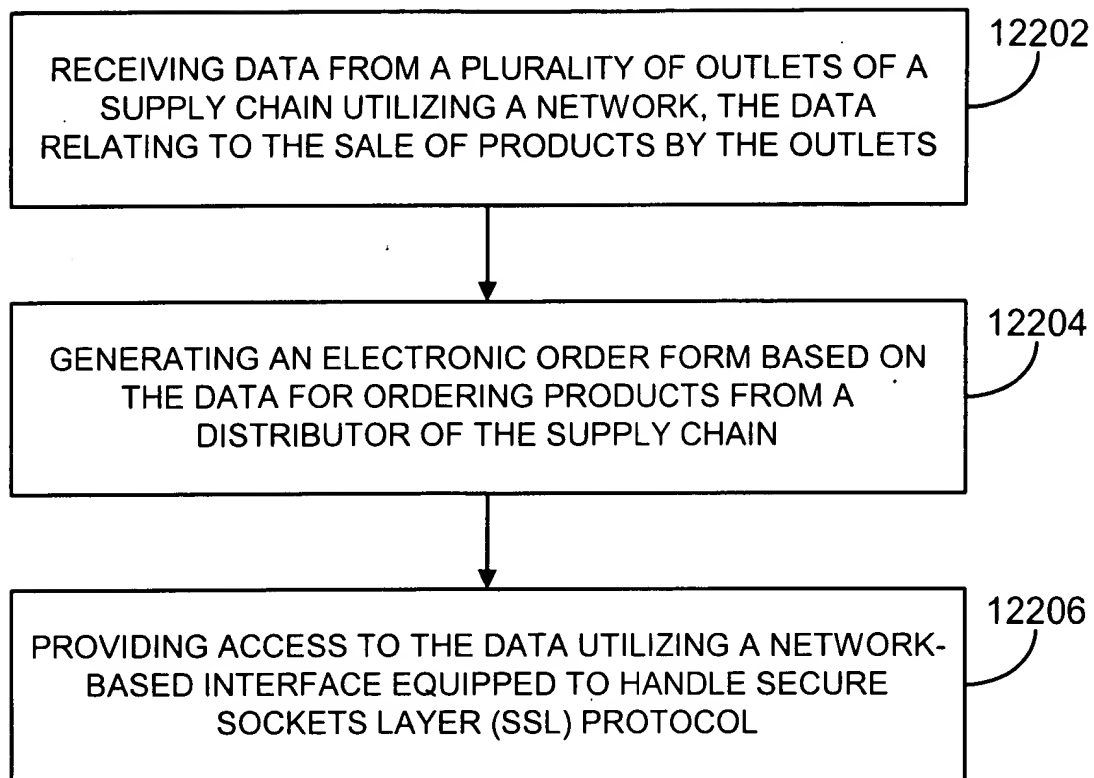 12202
RECEIVING DATA FROM A PLURALITY OF OUTLETS OF A
SUPPLY CHAIN UTILIZING A NETWORK, THE DATA
RELATING TO THE SALE OF PRODUCTS BY THE OUTLETS
12204
GENERATING AN ELECTRONIC ORDER FORM BASED ON
THE DATA FOR ORDERING PRODUCTS FROM A
DISTRIBUTOR OF THE SUPPLY CHAIN
12206
PROVIDING ACCESS TO THE DATA UTILIZING A NETWORK-
BASED INTERFACE EQUIPPED TO HANDLE SECURE
SOCKETS LAYER (SSL) PROTOCOL